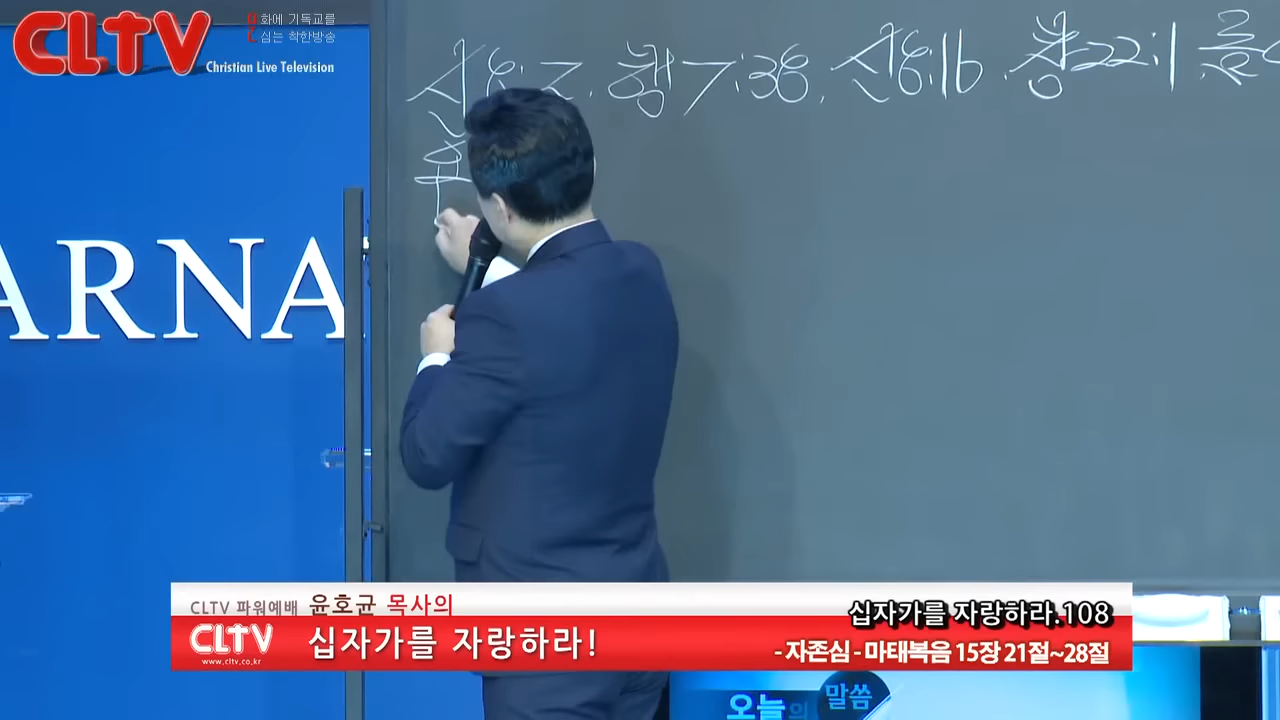 CLTV
문화에 기독교를
심는 착한방송
Christian Live Television
신8:2, 행7:38, 신8:16, 창22:1
ARNA
CLTV 파워예배 윤호균 목사의
십자가를 자랑하라.108
CLTV
www.cltv.co.kr
십자가를 자랑하라!
- 자존심 - 마태복음 15장 21절~28절
오늘의 말씀